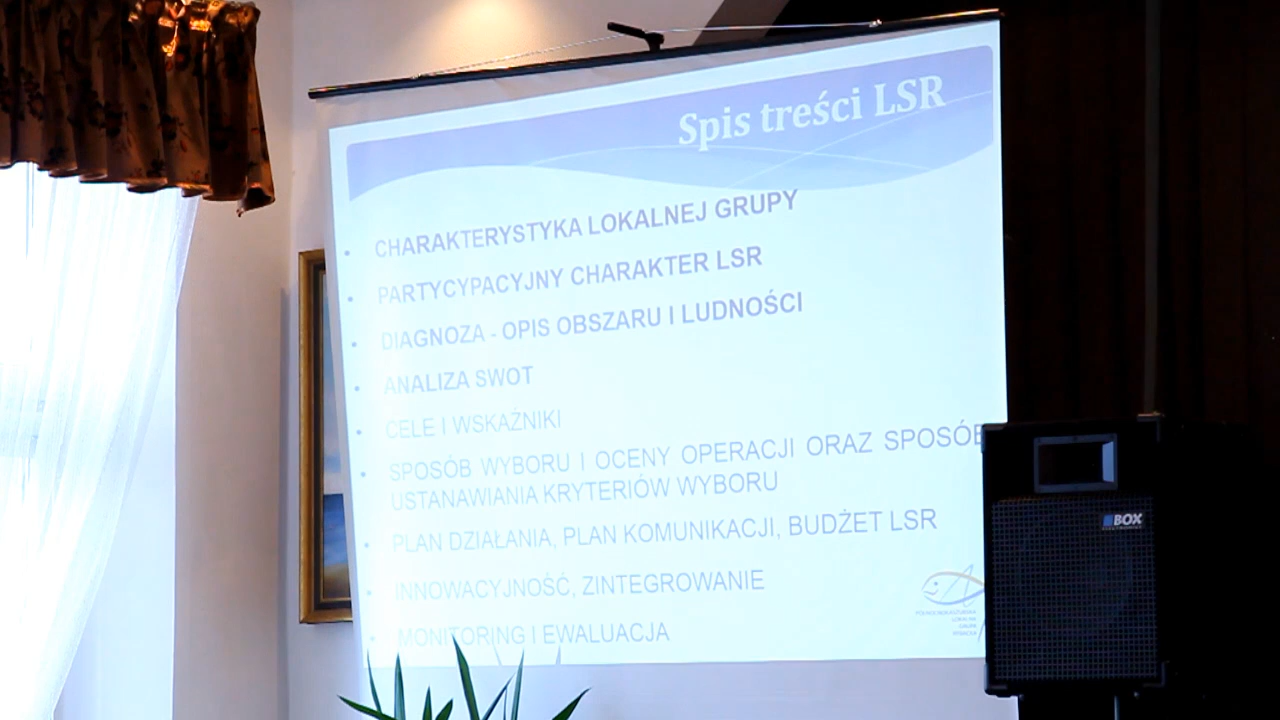 Spis treści LSR
• CHARAKTERYSTYKA LOKALNEJ GRUPY
• PARTYCYPACYJNY CHARAKTER LSR
• DIAGNOZA - OPIS OBSZARU I LUDNOŚCI
• ANALIZA SWOT
• CELE I WSKAŹNIKI
• SPOSÓB WYBORU I OCENY OPERACJI ORAZ SPOSÓB
USTANAWIANIA KRYTERIÓW WYBORU
• PLAN DZIAŁANIA, PLAN KOMUNIKACJI, BUDŻET LSR
• INNOWACYJNOŚĆ, ZINTEGROWANIE
• MONITORING I EWALUACJA
BOX